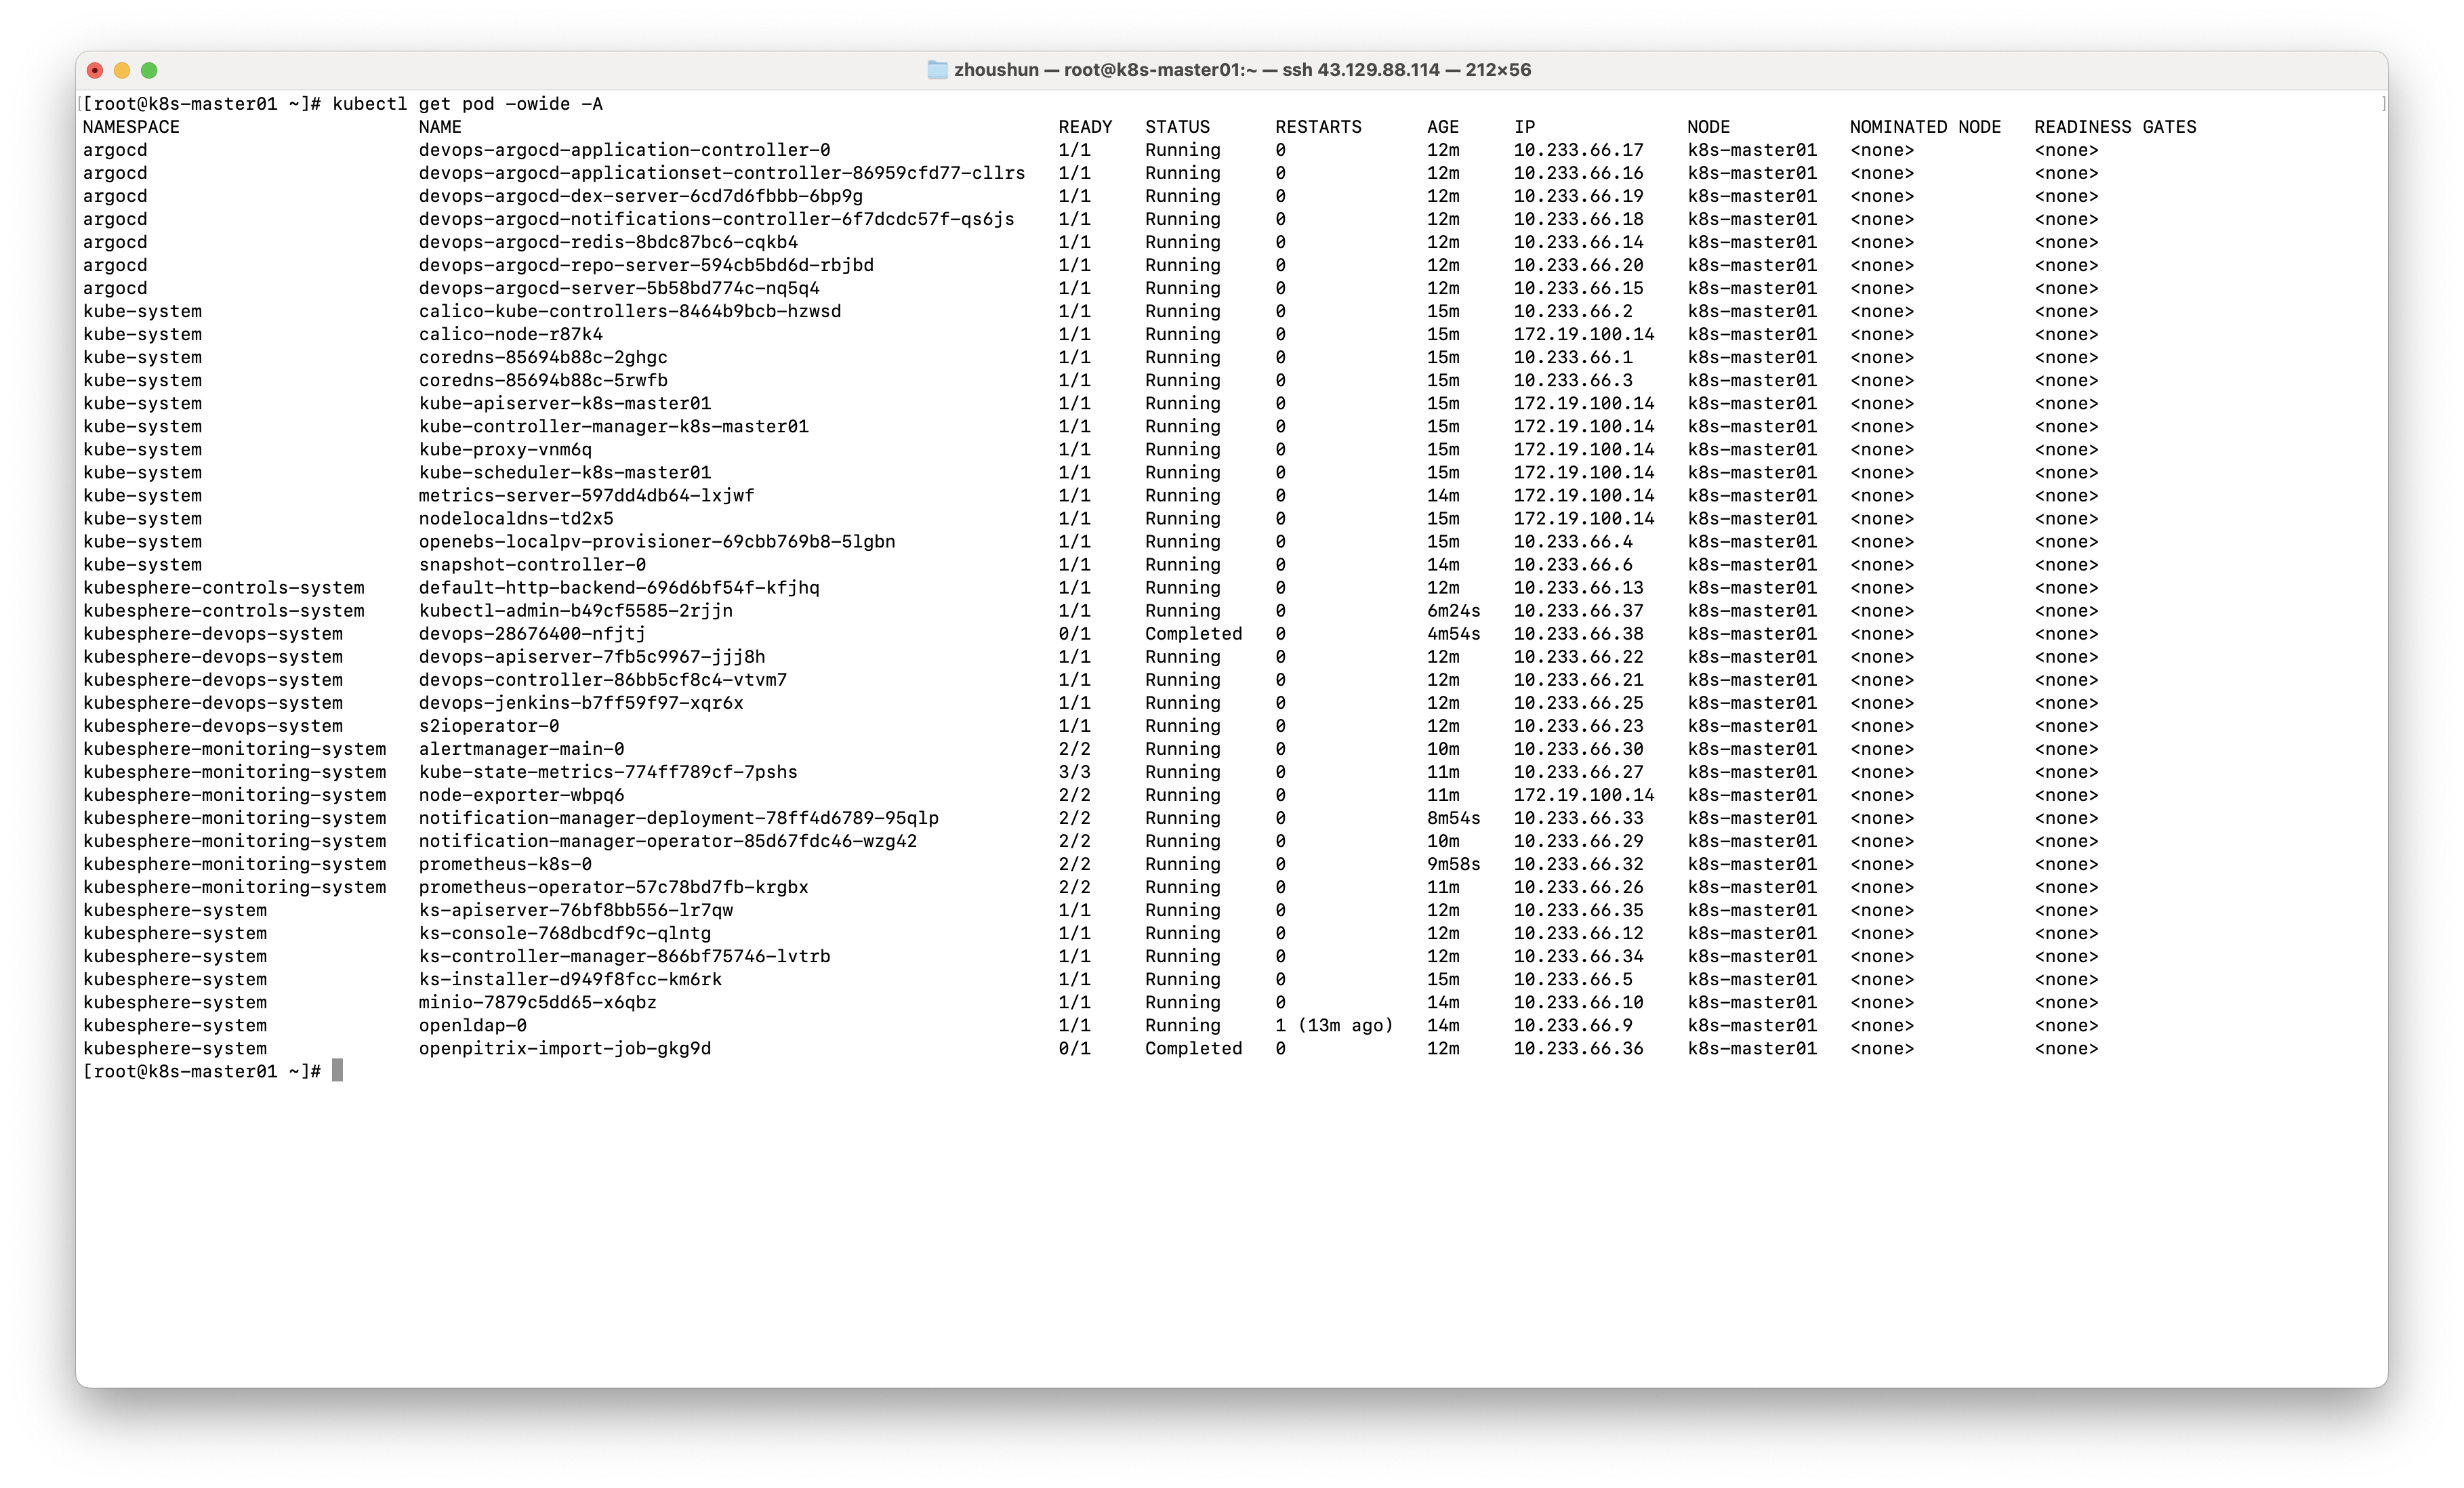 zhoushun — root@k8s-master01:~ — ssh 43.129.88.114 — 212×56
[[root@k8s-master01 ~]# kubectl get pod -owide -A ]
NAMESPACE NAME READY STATUS RESTARTS AGE IP NODE NOMINATED NODE READINESS GATES
argocd devops-argocd-application-controller-0 1/1 Running 0 12m 10.233.66.17 k8s-master01 <none> <none>
argocd devops-argocd-applicationset-controller-86959cfd77-cllrs 1/1 Running 0 12m 10.233.66.16 k8s-master01 <none> <none>
argocd devops-argocd-dex-server-6cd7d6fbbb-6bp9g 1/1 Running 0 12m 10.233.66.19 k8s-master01 <none> <none>
argocd devops-argocd-notifications-controller-6f7dcdc57f-qs6js 1/1 Running 0 12m 10.233.66.18 k8s-master01 <none> <none>
argocd devops-argocd-redis-8bdc87bc6-cqkb4 1/1 Running 0 12m 10.233.66.14 k8s-master01 <none> <none>
argocd devops-argocd-repo-server-594cb5bd6d-rbjbd 1/1 Running 0 12m 10.233.66.20 k8s-master01 <none> <none>
argocd devops-argocd-server-5b58bd774c-nq5q4 1/1 Running 0 12m 10.233.66.15 k8s-master01 <none> <none>
kube-system calico-kube-controllers-8464b9bcb-hzwsd 1/1 Running 0 15m 10.233.66.2 k8s-master01 <none> <none>
kube-system calico-node-r87k4 1/1 Running 0 15m 172.19.100.14 k8s-master01 <none> <none>
kube-system coredns-85694b88c-2ghgc 1/1 Running 0 15m 10.233.66.1 k8s-master01 <none> <none>
kube-system coredns-85694b88c-5rwfb 1/1 Running 0 15m 10.233.66.3 k8s-master01 <none> <none>
kube-system kube-apiserver-k8s-master01 1/1 Running 0 15m 172.19.100.14 k8s-master01 <none> <none>
kube-system kube-controller-manager-k8s-master01 1/1 Running 0 15m 172.19.100.14 k8s-master01 <none> <none>
kube-system kube-proxy-vnm6q 1/1 Running 0 15m 172.19.100.14 k8s-master01 <none> <none>
kube-system kube-scheduler-k8s-master01 1/1 Running 0 15m 172.19.100.14 k8s-master01 <none> <none>
kube-system metrics-server-597dd4db64-lxjwf 1/1 Running 0 14m 172.19.100.14 k8s-master01 <none> <none>
kube-system nodelocaldns-td2x5 1/1 Running 0 15m 172.19.100.14 k8s-master01 <none> <none>
kube-system openebs-localpv-provisioner-69cbb769b8-5lgbn 1/1 Running 0 15m 10.233.66.4 k8s-master01 <none> <none>
kube-system snapshot-controller-0 1/1 Running 0 14m 10.233.66.6 k8s-master01 <none> <none>
kubesphere-controls-system default-http-backend-696d6bf54f-kfjhq 1/1 Running 0 12m 10.233.66.13 k8s-master01 <none> <none>
kubesphere-controls-system kubectl-admin-b49cf5585-2rjjn 1/1 Running 0 6m24s 10.233.66.37 k8s-master01 <none> <none>
kubesphere-devops-system devops-28676400-nfjtj 0/1 Completed 0 4m54s 10.233.66.38 k8s-master01 <none> <none>
kubesphere-devops-system devops-apiserver-7fb5c9967-jjj8h 1/1 Running 0 12m 10.233.66.22 k8s-master01 <none> <none>
kubesphere-devops-system devops-controller-86bb5cf8c4-vtvm7 1/1 Running 0 12m 10.233.66.21 k8s-master01 <none> <none>
kubesphere-devops-system devops-jenkins-b7ff59f97-xqr6x 1/1 Running 0 12m 10.233.66.25 k8s-master01 <none> <none>
kubesphere-devops-system s2ioperator-0 1/1 Running 0 12m 10.233.66.23 k8s-master01 <none> <none>
kubesphere-monitoring-system alertmanager-main-0 2/2 Running 0 10m 10.233.66.30 k8s-master01 <none> <none>
kubesphere-monitoring-system kube-state-metrics-774ff789cf-7pshs 3/3 Running 0 11m 10.233.66.27 k8s-master01 <none> <none>
kubesphere-monitoring-system node-exporter-wbpq6 2/2 Running 0 11m 172.19.100.14 k8s-master01 <none> <none>
kubesphere-monitoring-system notification-manager-deployment-78ff4d6789-95qlp 2/2 Running 0 8m54s 10.233.66.33 k8s-master01 <none> <none>
kubesphere-monitoring-system notification-manager-operator-85d67fdc46-wzg42 2/2 Running 0 10m 10.233.66.29 k8s-master01 <none> <none>
kubesphere-monitoring-system prometheus-k8s-0 2/2 Running 0 9m58s 10.233.66.32 k8s-master01 <none> <none>
kubesphere-monitoring-system prometheus-operator-57c78bd7fb-krgbx 2/2 Running 0 11m 10.233.66.26 k8s-master01 <none> <none>
kubesphere-system ks-apiserver-76bf8bb556-lr7qw 1/1 Running 0 12m 10.233.66.35 k8s-master01 <none> <none>
kubesphere-system ks-console-768dbcdf9c-qlntg 1/1 Running 0 12m 10.233.66.12 k8s-master01 <none> <none>
kubesphere-system ks-controller-manager-866bf75746-lvtrb 1/1 Running 0 12m 10.233.66.34 k8s-master01 <none> <none>
kubesphere-system ks-installer-d949f8fcc-km6rk 1/1 Running 0 15m 10.233.66.5 k8s-master01 <none> <none>
kubesphere-system minio-7879c5dd65-x6qbz 1/1 Running 0 14m 10.233.66.10 k8s-master01 <none> <none>
kubesphere-system openldap-0 1/1 Running 1 (13m ago) 14m 10.233.66.9 k8s-master01 <none> <none>
kubesphere-system openpitrix-import-job-gkg9d 0/1 Completed 0 12m 10.233.66.36 k8s-master01 <none> <none>
[root@k8s-master01 ~]#